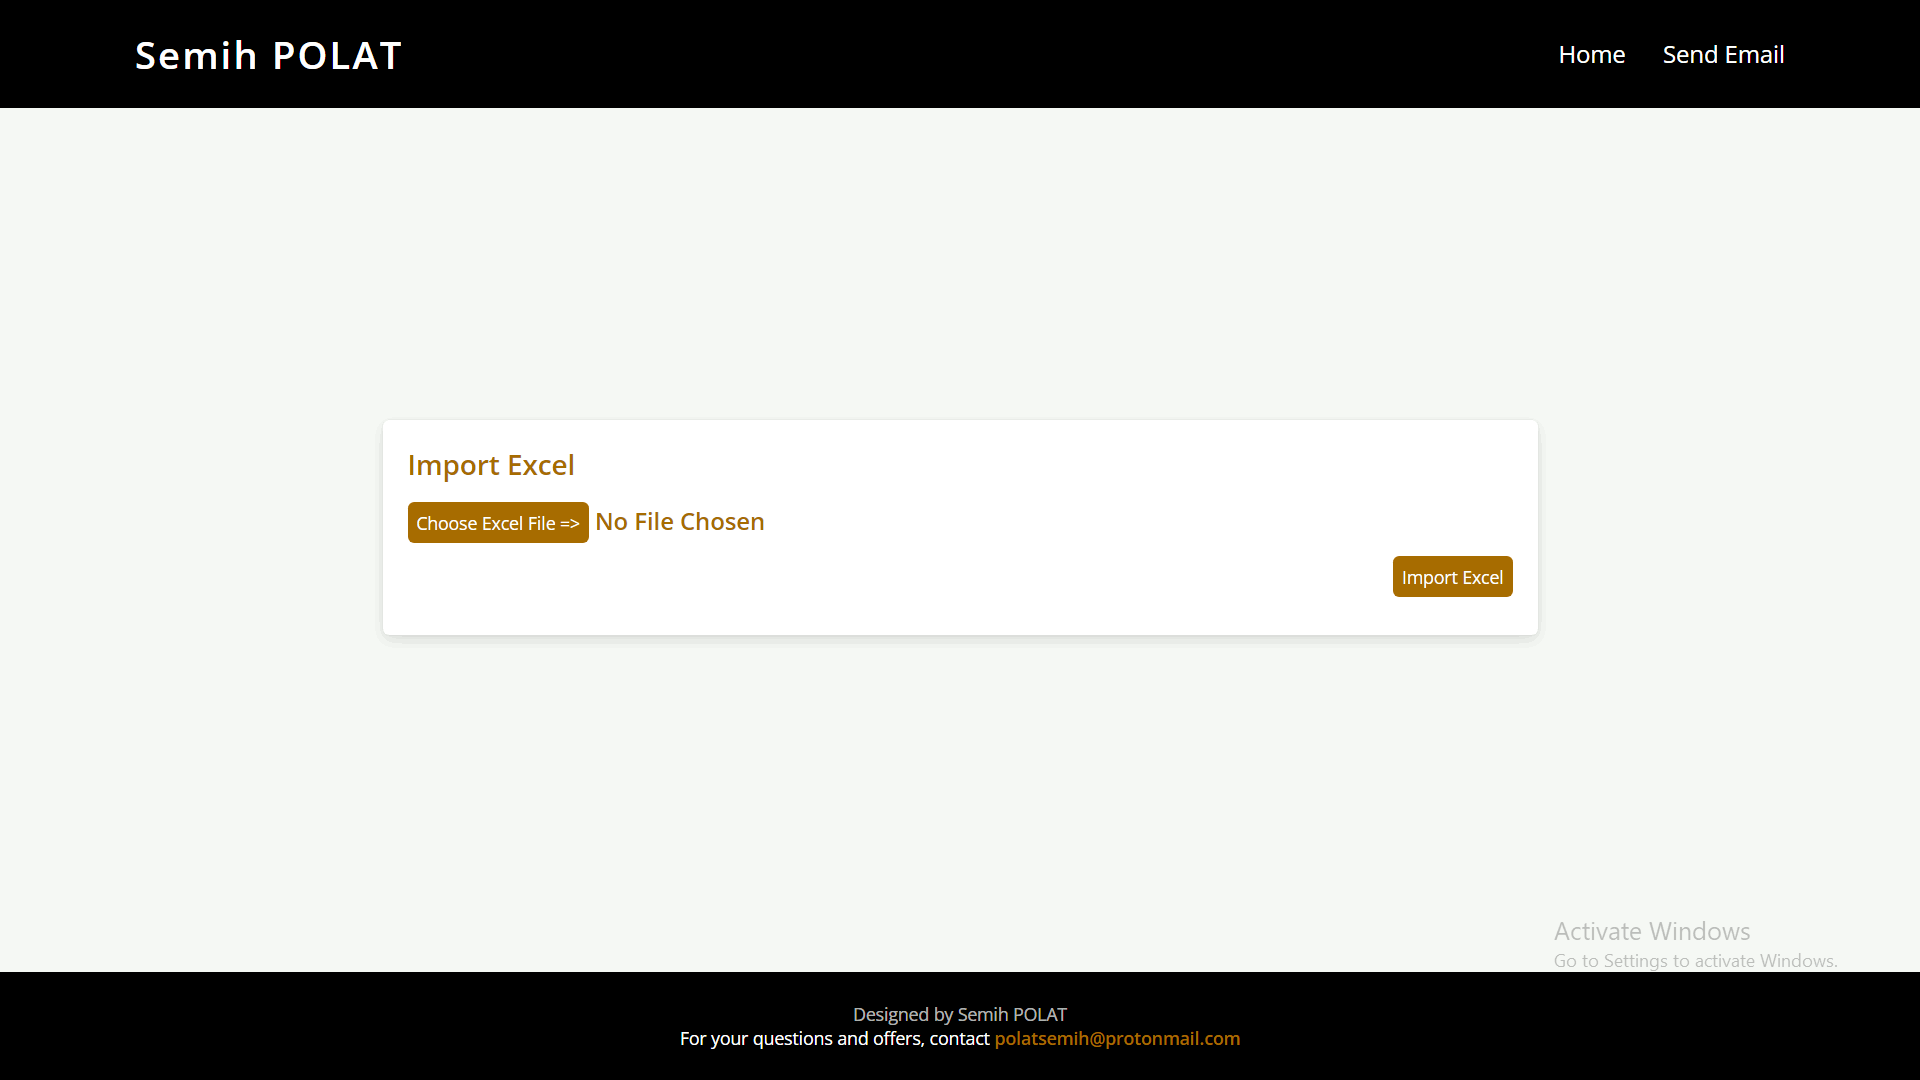 Semih POLAT
Home
Send Email
Import Excel
Choose Excel File =>
No File Chosen
Import Excel
Activate Windows
Go to Settings to activate Windows.
Designed by Semih POLAT
For your questions and offers, contact polatsemih@protonmail.com